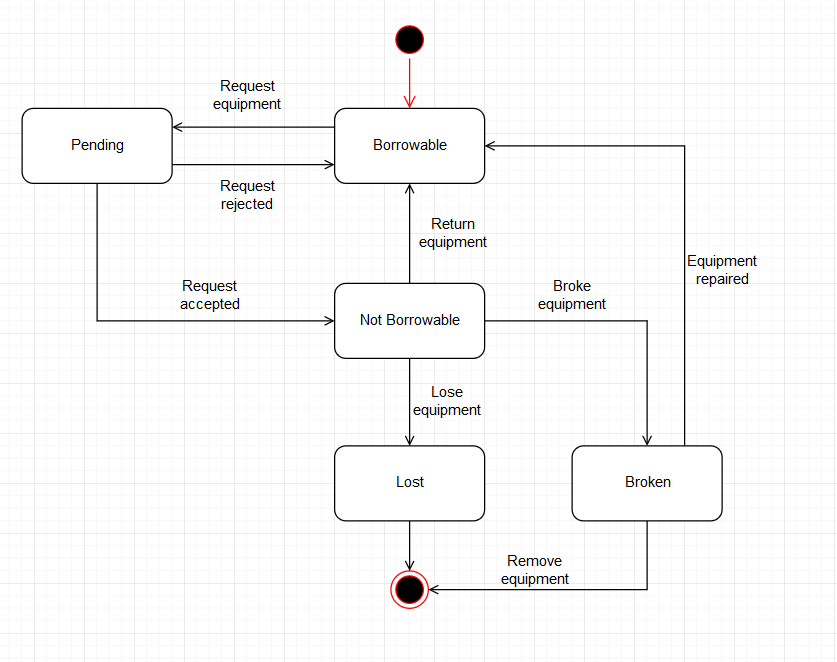 Request
equipment
Pending
Borrowable
Request
rejected
Return
equipment
Equipment
repaired
Request
accepted
Broke
equipment
Not Borrowable
Lose
equipment
Lost
Broken
Remove
equipment